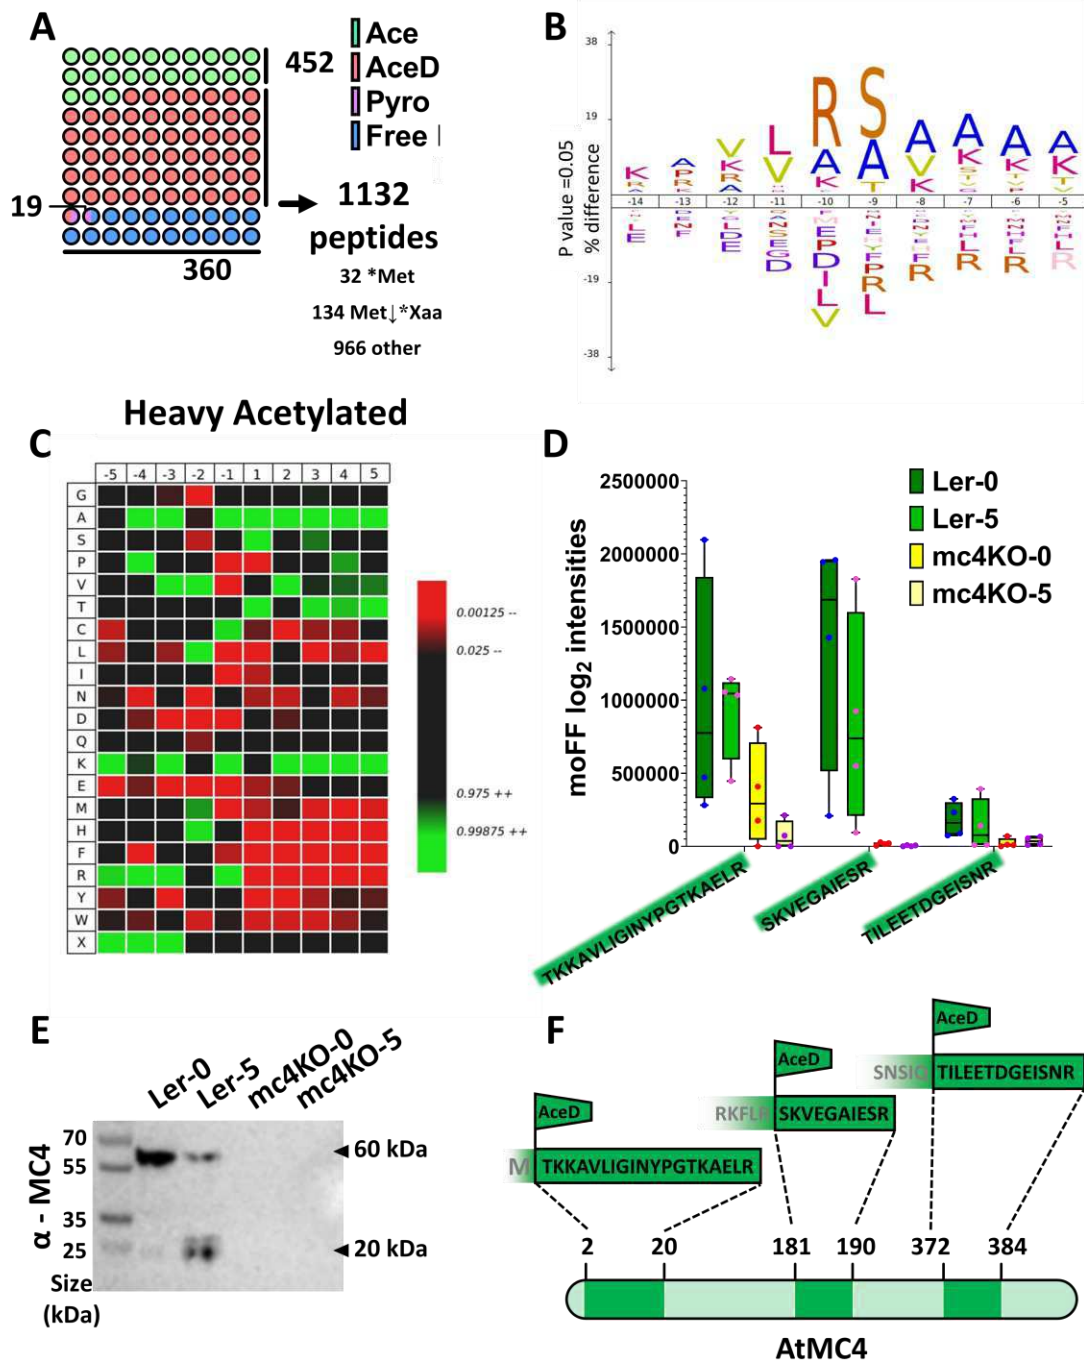 A
Ace
AceD
Pyro
Free
452
19
360
1132
peptides
32 *Met
134 Met↓*Xaa
966 other
B
P value =0.05
% difference
38
19
-19
-38
-14 -13 -12 -11 -10 -9 -8 -7 -6 -5
Heavy Acetylated
C
-5 -4 -3 -2 -1 1 2 3 4 5
G
A
S
P
V
T
C
L
I
N
D
Q
K
E
M
H
F
R
Y
W
X
0.00125 --
0.025 --
0.975 ++
0.99875 ++
D
moFF log2 intensities
2500000
2000000
1500000
1000000
500000
0
Ler-0
Ler-5
mc4KO-0
mc4KO-5
TKKAVLIGINYPGTKAELR
SKVEGAIESR
TILEETDGEISNR
E
Ler-0
Ler-5
mc4KO-0
mc4KO-5
α - MC4
70
55
35
25
Size
(kDa)
60 kDa
20 kDa
F
AceD
SNSIG TILEETDGEISNR
AceD
RKFLR SKVEGAIESR
AceD
M TKKAVLIGINYPGTKAELR
2 20 181 190 372 384
AtMC4